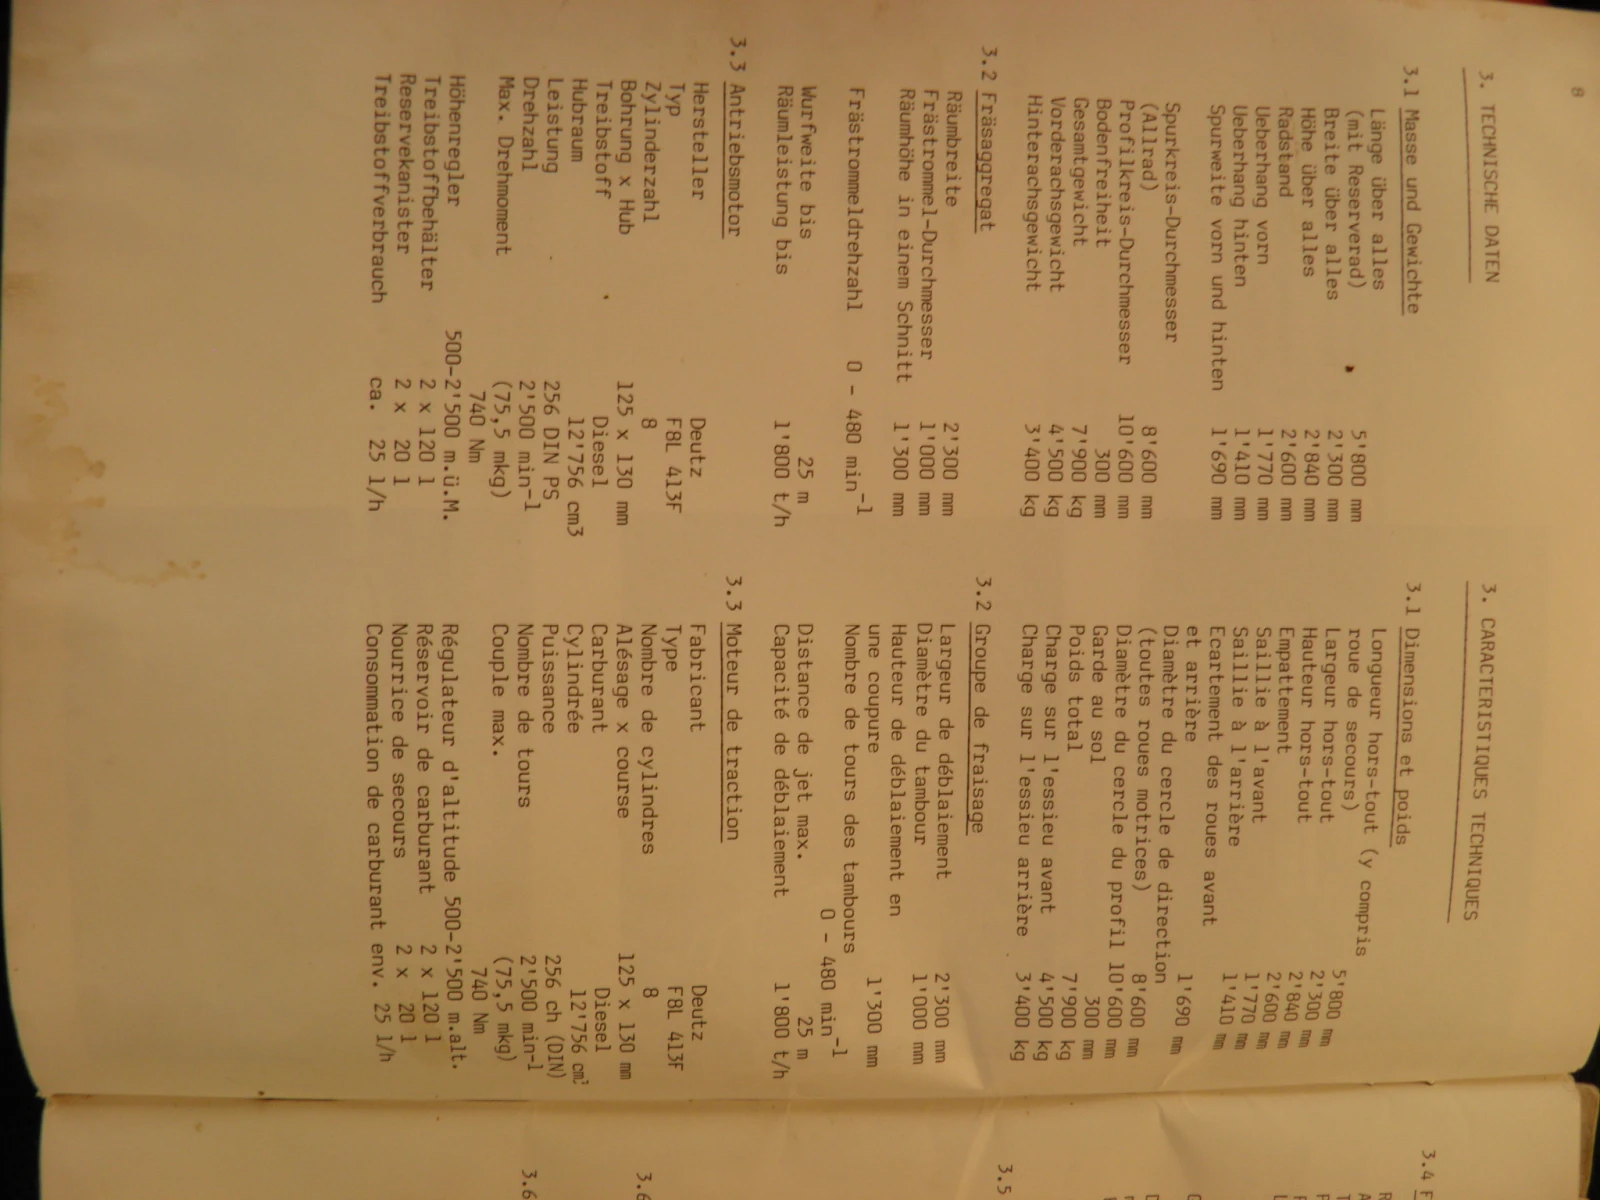 8
3. TECHNISCHE DATEN
3.1 Masse und Gewichte
Länge über alles
(mit Reserverad) 5'800 mm
Breite über alles 2'300 mm
Höhe über alles 2'840 mm
Radstand 2'600 mm
Ueberhang vorn 1'770 mm
Ueberhang hinten 1'410 mm
Spurweite vorn und hinten 1'690 mm
Spurkreis-Durchmesser
(Allrad) 8'600 mm
Profilkreis-Durchmesser 10'600 mm
Bodenfreiheit 300 mm
Gesamtgewicht 7'900 kg
Vorderachsgewicht 4'500 kg
Hinterachsgewicht 3'400 kg
3.2 Fräsaggregat
Räumbreite 2'300 mm
Frästrommel-Durchmesser 1'000 mm
Räumhöhe in einem Schnitt 1'300 mm
Frästrommeldrehzahl 0 - 480 min-1
Wurfweite bis 25 m
Räumleistung bis 1'800 t/h
3.3 Antriebsmotor
Hersteller Deutz
Typ F8L 413F
Zylinderzahl 8
Bohrung x Hub 125 x 130 mm
Treibstoff Diesel
Hubraum 12'756 cm3
Leistung 256 DIN PS
Drehzahl 2'500 min-1
Max. Drehmoment (75,5 mkg)
740 Nm
Höhenregler 500-2'500 m.ü.M.
Treibstoffbehälter 2 x 120 l
Reservekanister 2 x 20 l
Treibstoffverbrauch ca. 25 l/h
3. CARACTERISTIQUES TECHNIQUES
3.1 Dimensions et poids
Longueur hors-tout (y compris
roue de secours) 5'800 mm
Largeur hors-tout 2'300 mm
Hauteur hors-tout 2'840 mm
Empattement 2'600 mm
Saillie à l'avant 1'770 mm
Saillie à l'arrière 1'410 mm
Ecartement des roues avant
et arrière 1'690 mm
Diamètre du cercle de direction
(toutes roues motrices) 8'600 mm
Diamètre du cercle du profil 10'600 mm
Garde au sol 300 mm
Poids total 7'900 kg
Charge sur l'essieu avant 4'500 kg
Charge sur l'essieu arrière 3'400 kg
3.2 Groupe de fraisage
Largeur de déblaiement 2'300 mm
Diamètre du tambour 1'000 mm
Hauteur de déblaiement en
une coupure 1'300 mm
Nombre de tours des tambours
0 - 480 min-1
Distance de jet max. 25 m
Capacité de déblaiement 1'800 t/h
3.3 Moteur de traction
Fabricant Deutz
Type F8L 413F
Nombre de cylindres 8
Alésage x course 125 x 130 mm
Carburant Diesel
Cylindrée 12'756 cm3
Puissance 256 ch (DIN)
Nombre de tours 2'500 min-1
Couple max. (75,5 mkg)
740 Nm
Régulateur d'altitude 500-2'500 m.alt.
Réservoir de carburant 2 x 120 l
Nourrice de secours 2 x 20 l
Consommation de carburant env. 25 l/h
3.4 F
3.5
3.6
3.6